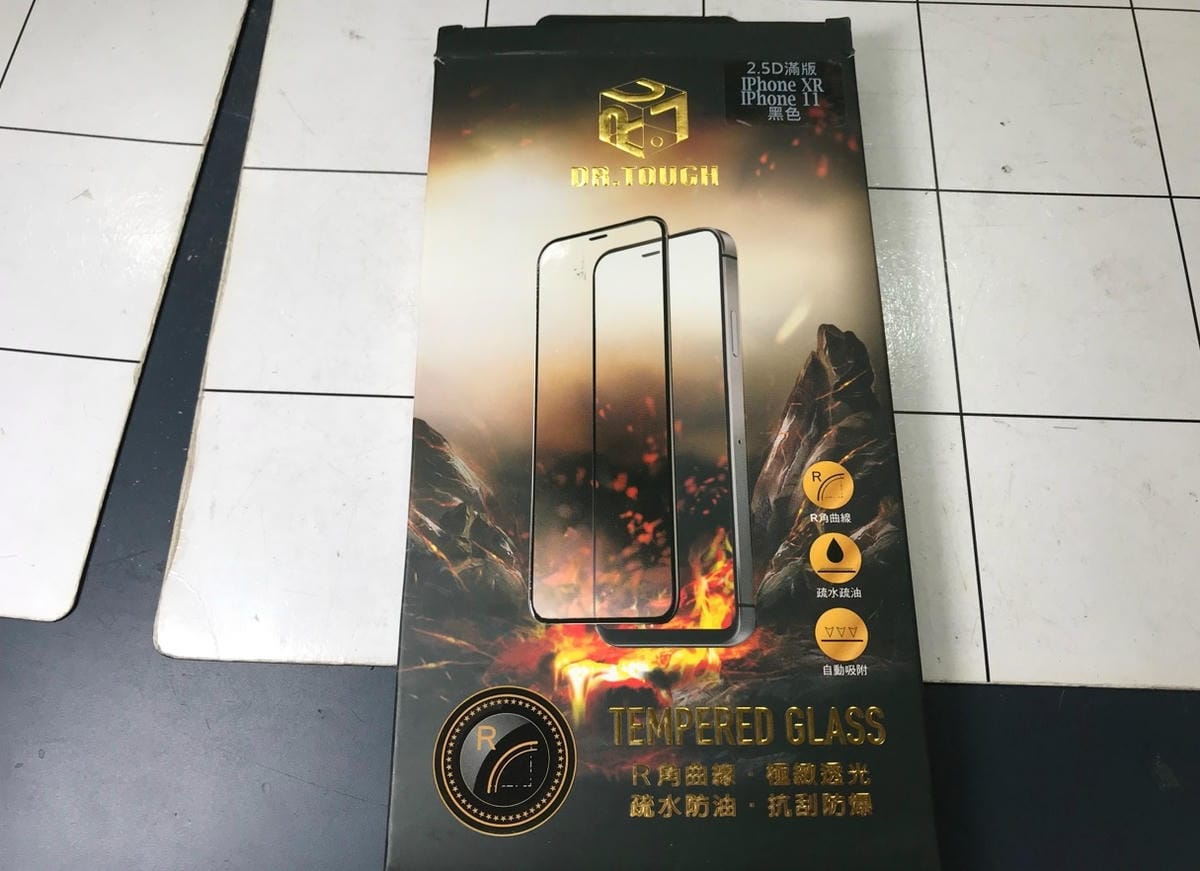 2.5D滿版
IPhone XR
IPhone 11
黑色
DR.TOUGH
R
R角曲線
疏水疏油
自動吸附
R
TEMPERED GLASS
R角曲線・極緻透光
疏水防油・抗刮防爆